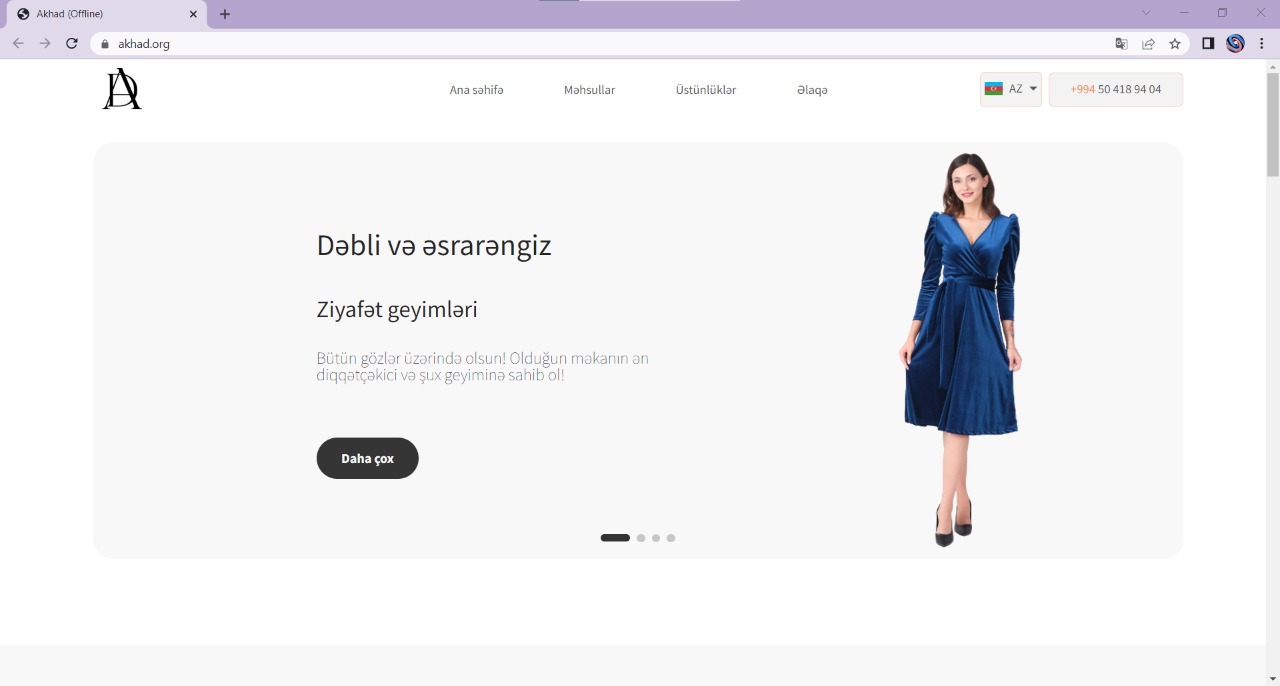 Akhad (Offline)
akhad.org
Ana səhifə
Məhsullar
Üstünlüklər
Əlaqə
AZ
+994 50 418 94 04
Dəbli və əsrarəngiz
Ziyafət geyimləri
Bütün gözlər üzərində olsun! Olduğun məkanın ən
diqqətçəkici və şux geyiminə sahib ol!
Daha çox